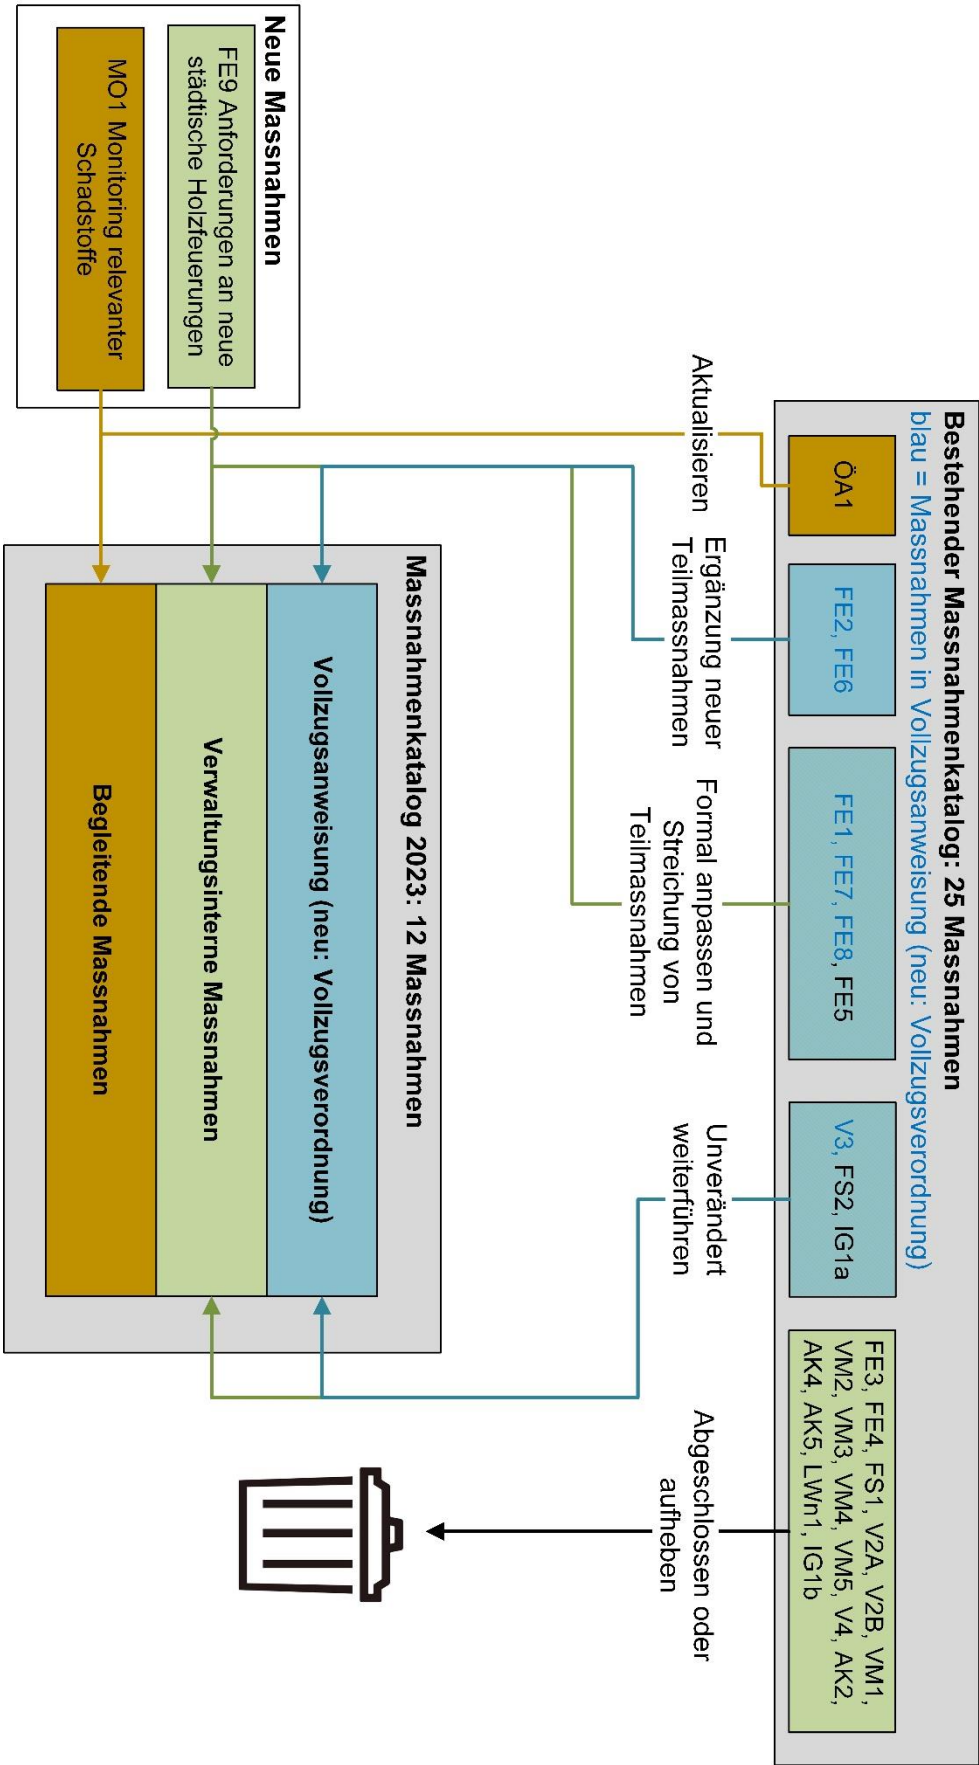 Bestehender Massnahmenkatalog: 25 Massnahmen
blau = Massnahmen in Vollzugsanweisung (neu: Vollzugsverordnung)
ÖA1
FE2, FE6
FE1, FE7, FE8, FE5
V3, FS2, IG1a
FE3, FE4, FS1, V2A, V2B, VM1,
VM2, VM3, VM4, VM5, V4, AK2,
AK4, AK5, LWn1, IG1b
Aktualisieren
Ergänzung neuer
Teilmassnahmen
Formal anpassen und
Streichung von
Teilmassnahmen
Unverändert
weiterführen
Abgeschlossen oder
aufheben
Neue Massnahmen
FE9 Anforderungen an neue
städtische Holzfeuerungen
MO1 Monitoring relevanter
Schadstoffe
Massnahmenkatalog 2023: 12 Massnahmen
Vollzugsanweisung (neu: Vollzugsverordnung)
Verwaltungsinterne Massnahmen
Begleitende Massnahmen